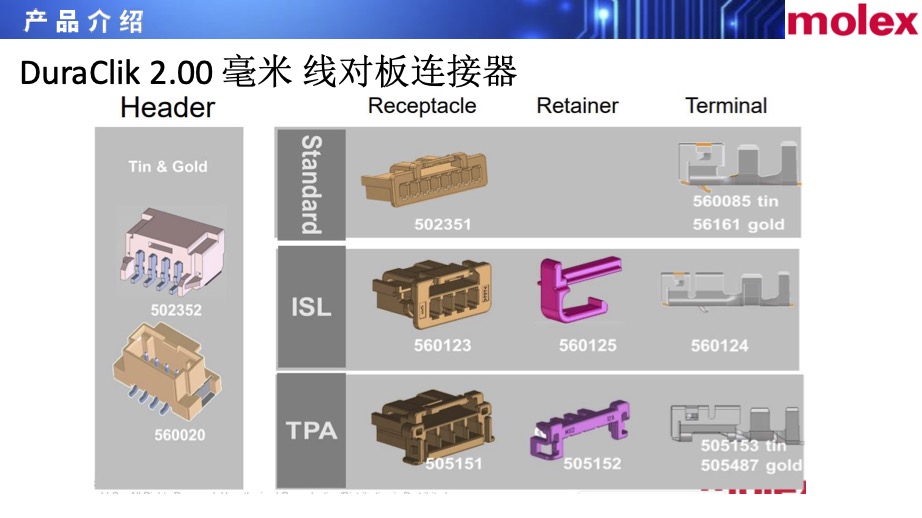 产品介绍
molex
DuraClik 2.00 毫米 线对板连接器
Header
Receptacle Retainer Terminal
Tin & Gold
502352
560020
Standard
502351
560085 tin
56161 gold
ISL
560123
560125
560124
TPA
505151
505152
505153 tin
505487 gold